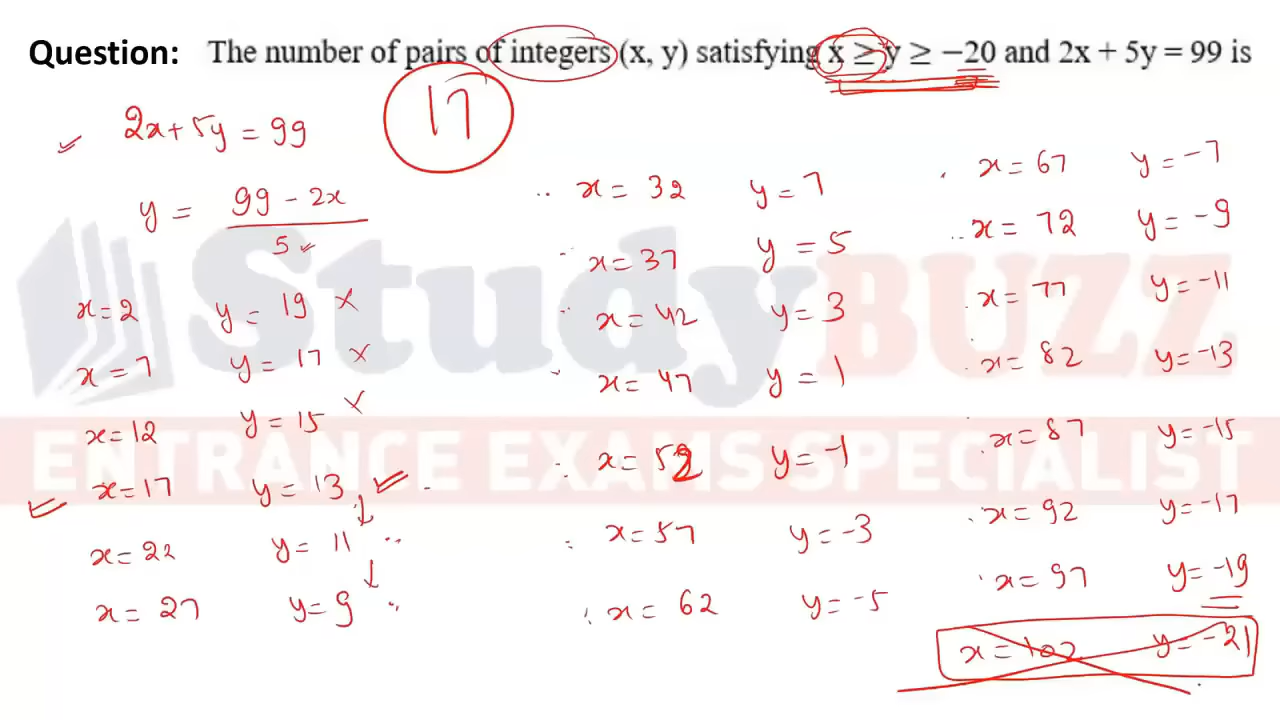 Question: The number of pairs of integers (x, y) satisfying x ≥ y ≥ −20 and 2x + 5y = 99 is
17
2x + 5y = 99
y = (99 - 2x)/5
x = 2 y = 19 ×
x = 7 y = 17 ×
x = 12 y = 15 ×
x = 17 y = 13
x = 22 y = 11
x = 27 y = 9
x = 32 y = 7
x = 37 y = 5
x = 42 y = 3
x = 47 y = 1
x = 52 y = -1
x = 57 y = -3
x = 62 y = -5
x = 67 y = -7
x = 72 y = -9
x = 77 y = -11
x = 82 y = -13
x = 87 y = -15
x = 92 y = -17
x = 97 y = -19
x = 102 y = -21
StudyBUZZ
ENTRANCE EXAMS SPECIALIST